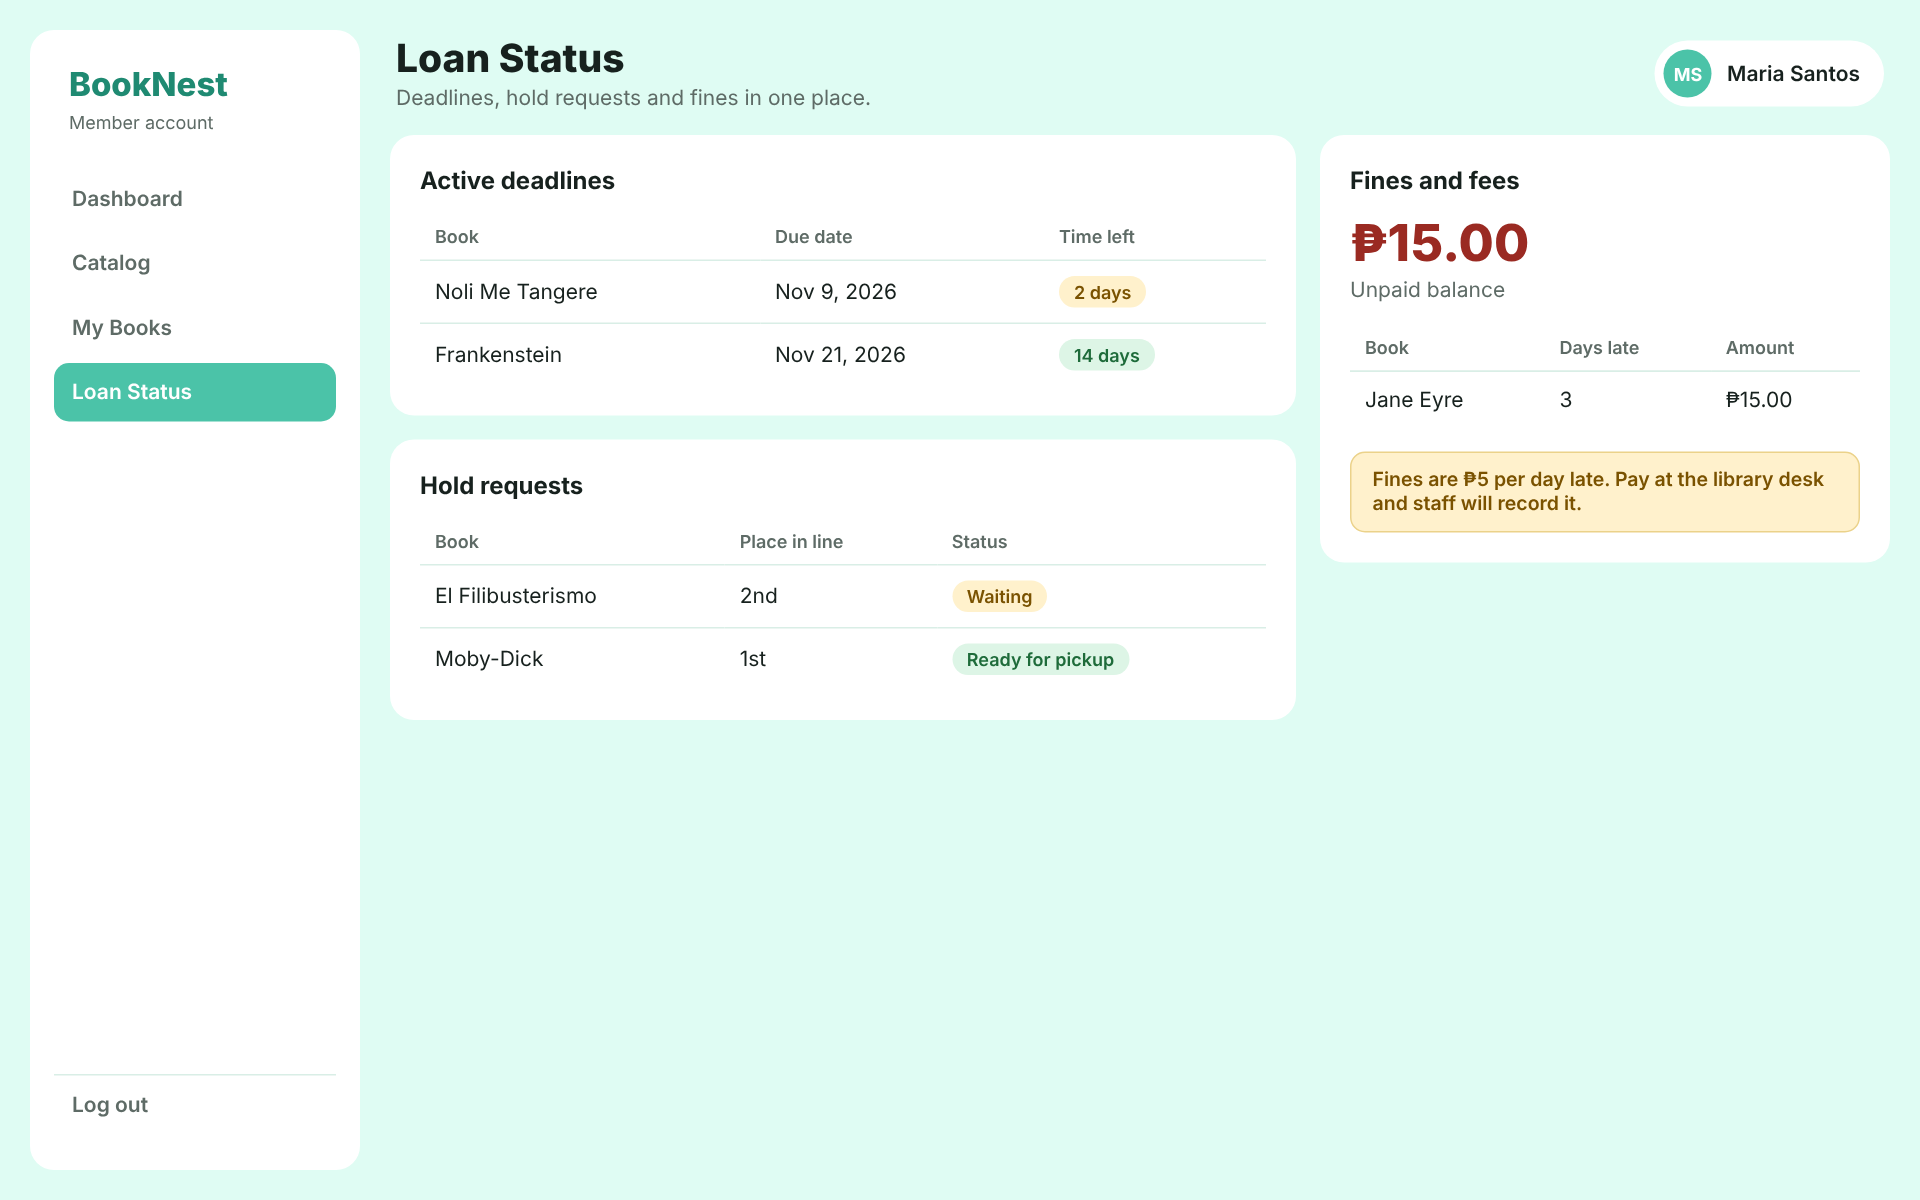 BookNest
Member account
Dashboard
Catalog
My Books
Loan Status
Log out
Loan Status
Deadlines, hold requests and fines in one place.
MS Maria Santos
Active deadlines
Book Due date Time left
Noli Me Tangere Nov 9, 2026 2 days
Frankenstein Nov 21, 2026 14 days
Hold requests
Book Place in line Status
El Filibusterismo 2nd Waiting
Moby-Dick 1st Ready for pickup
Fines and fees
₱15.00
Unpaid balance
Book Days late Amount
Jane Eyre 3 ₱15.00
Fines are ₱5 per day late. Pay at the library desk
and staff will record it.